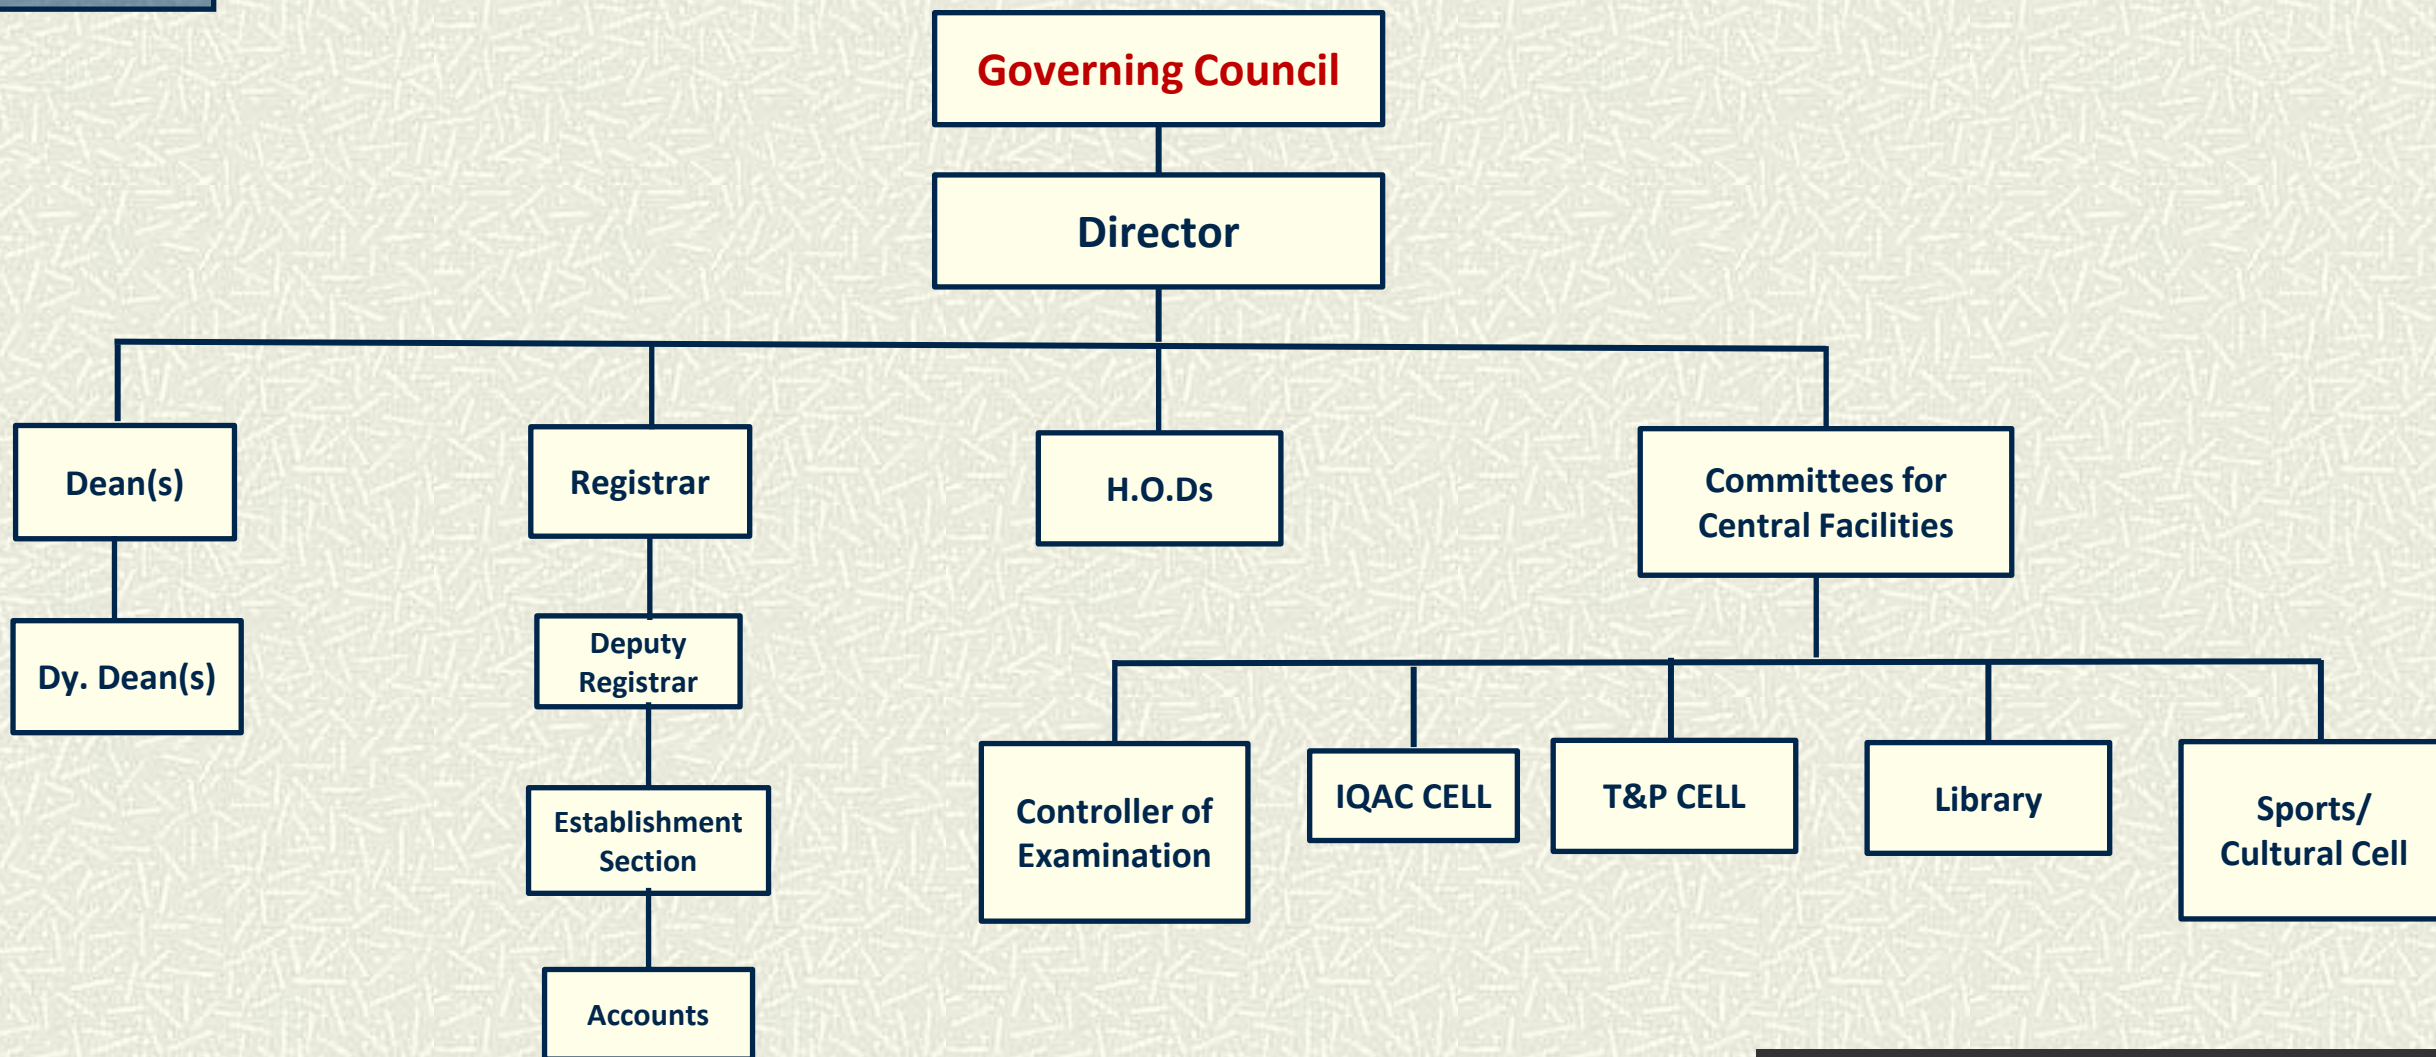 Governing Council
Director
Dean(s)
Registrar
H.O.Ds
Committees for
Central Facilities
Dy. Dean(s)
Deputy
Registrar
Establishment
Section
Accounts
Controller of
Examination
IQAC CELL
T&P CELL
Library
Sports/
Cultural Cell